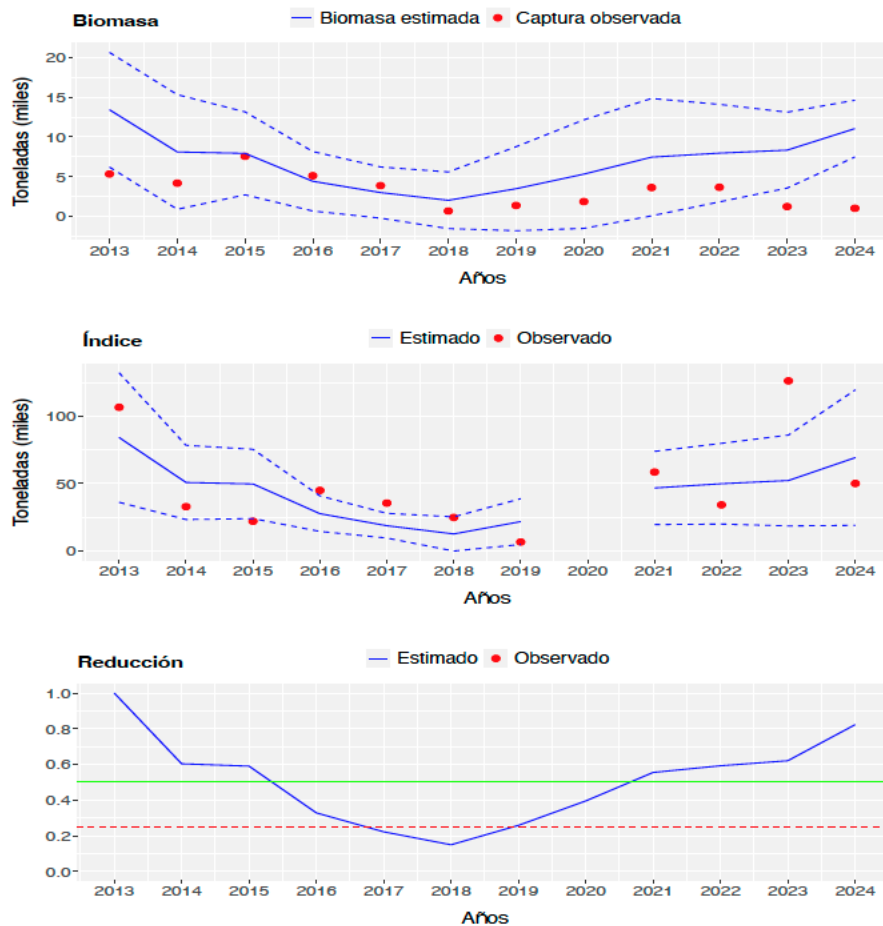 Biomasa
Biomasa estimada Captura observada
Toneladas (miles)
20
15
10
5
0
2013 2014 2015 2016 2017 2018 2019 2020 2021 2022 2023 2024
Años
Índice
Estimado Observado
Toneladas (miles)
100
50
0
2013 2014 2015 2016 2017 2018 2019 2020 2021 2022 2023 2024
Años
Reducción
Estimado Observado
1.0
0.8
0.6
0.4
0.2
0.0
2013 2014 2015 2016 2017 2018 2019 2020 2021 2022 2023 2024
Años